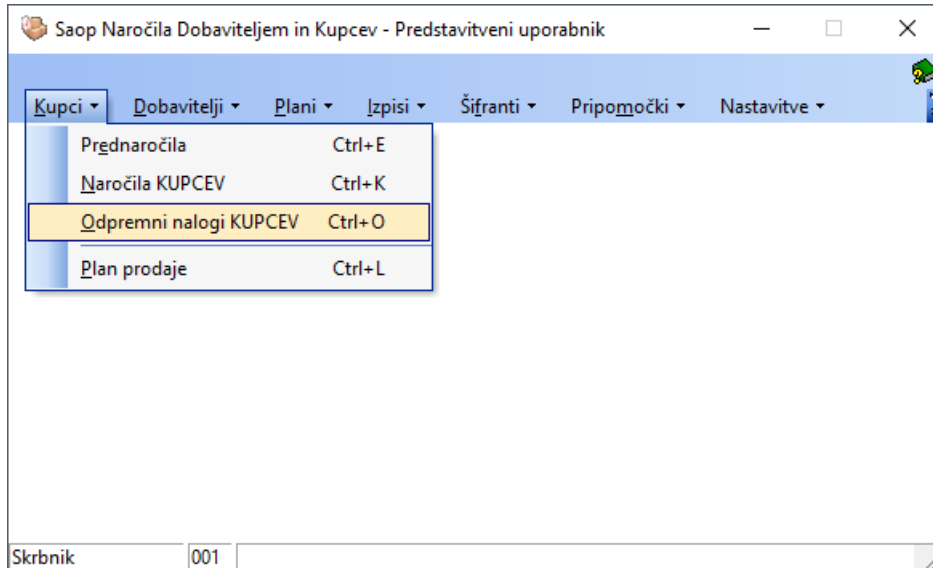 Saop Naročila Dobaviteljem in Kupcev - Predstavitveni uporabnik
Kupci Dobavitelji Plani Izpisi Šifranti Pripomočki Nastavitve
Prednaročila Ctrl+E
Naročila KUPCEV Ctrl+K
Odpremni nalogi KUPCEV Ctrl+O
Plan prodaje Ctrl+L
Skrbnik 001